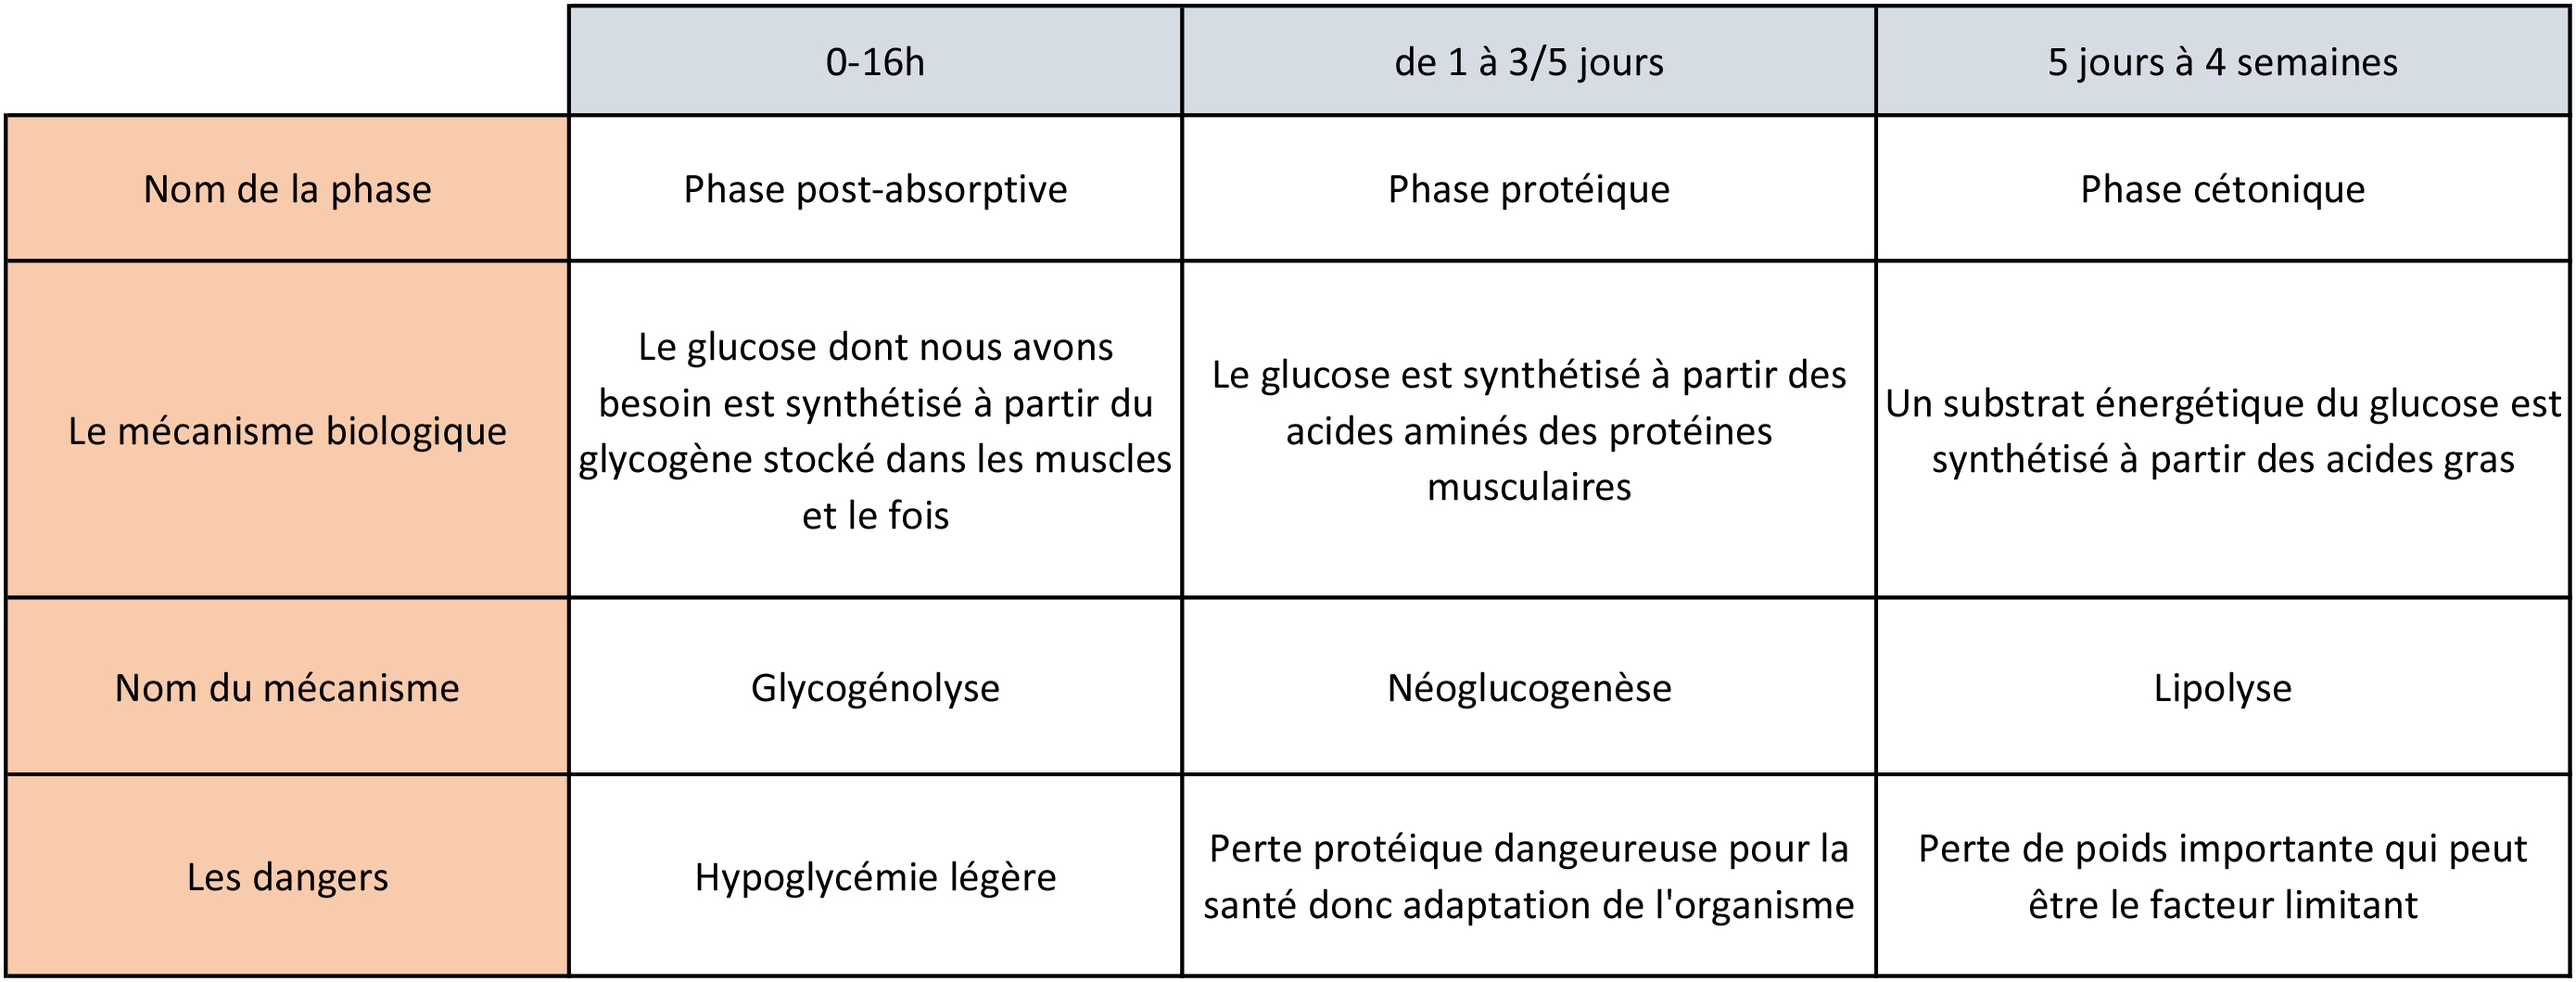 0-16h
de 1 à 3/5 jours
5 jours à 4 semaines
Nom de la phase
Phase post-absorptive
Phase protéique
Phase cétonique
Le mécanisme biologique
Le glucose dont nous avons
besoin est synthétisé à partir du
glycogène stocké dans les muscles
et le fois
Le glucose est synthétisé à partir des
acides aminés des protéines
musculaires
Un substrat énergétique du glucose est
synthétisé à partir des acides gras
Nom du mécanisme
Glycogénolyse
Néoglucogenèse
Lipolyse
Les dangers
Hypoglycémie légère
Perte protéique dangeureuse pour la
santé donc adaptation de l'organisme
Perte de poids importante qui peut
être le facteur limitant